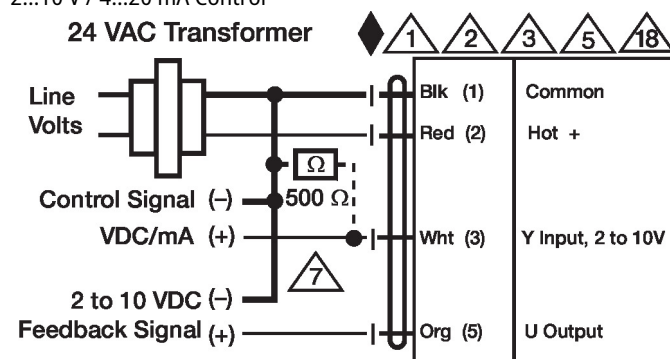 2...10 V / 4...20 mA Control
24 VAC Transformer
1 2 3 5 18
Line Volts
Blk (1) Common
Red (2) Hot +
Ω
500 Ω
Control Signal (–)
VDC/mA (+)
Wht (3) Y Input, 2 to 10V
7
2 to 10 VDC (–)
Feedback Signal (+)
Org (5) U Output